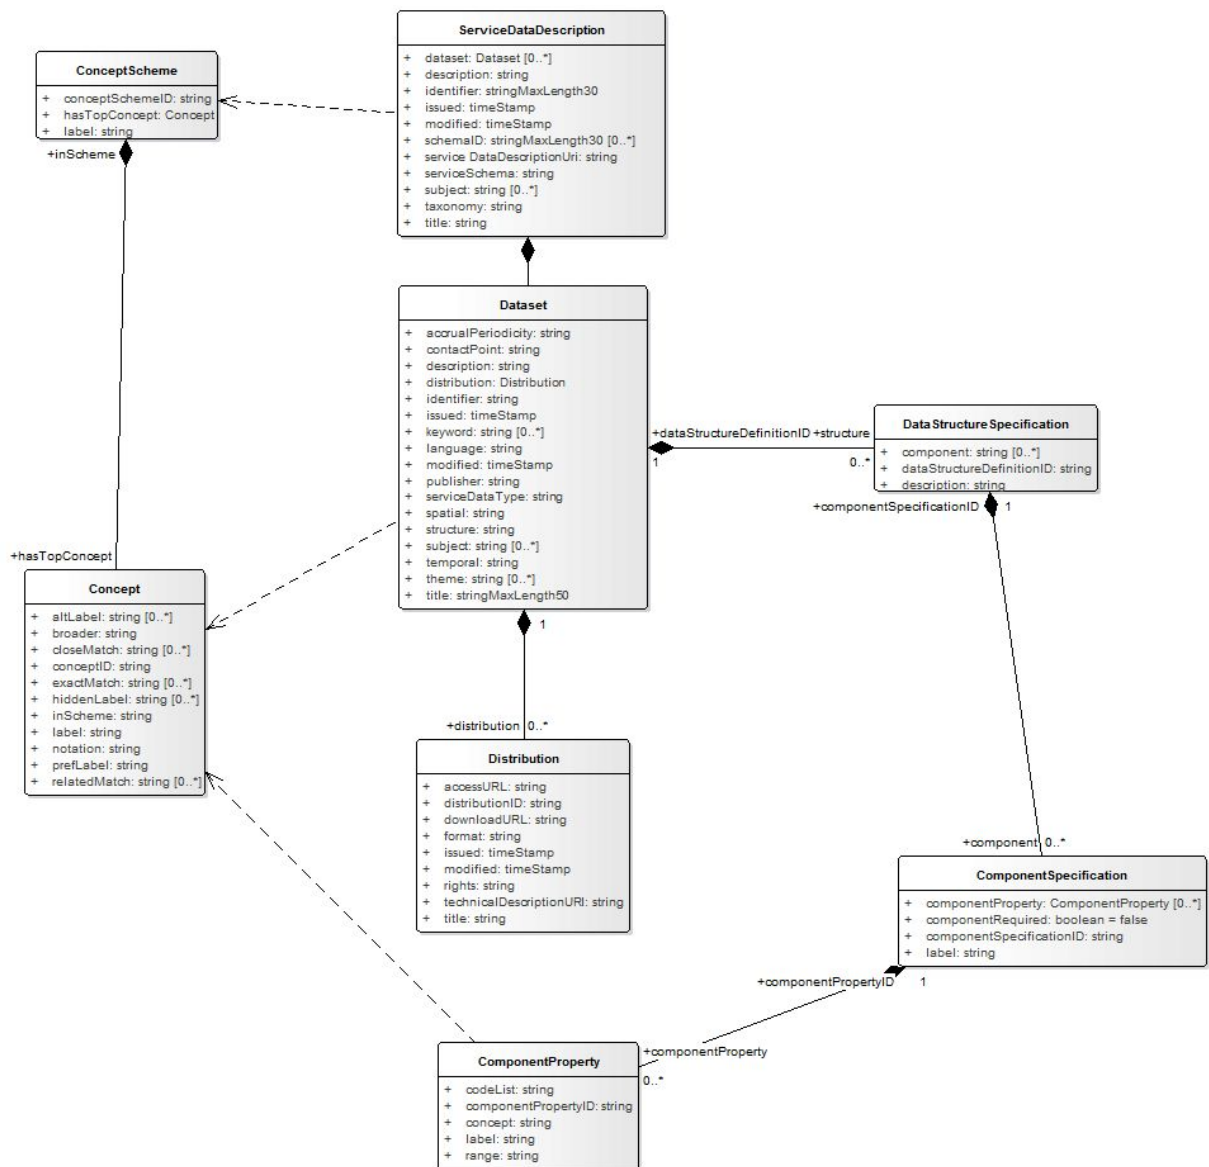 ServiceDataDescription
+ dataset: Dataset [0..*]
+ description: string
+ identifier: stringMaxLength30
+ issued: timeStamp
+ modified: timeStamp
+ schemaID: stringMaxLength30 [0..*]
+ service DataDescriptionUri: string
+ serviceSchema: string
+ subject: string [0..*]
+ taxonomy: string
+ title: string
ConceptScheme
+ conceptSchemeID: string
+ hasTopConcept: Concept
+ label: string
+inScheme
Dataset
+ accrualPeriodicity: string
+ contactPoint: string
+ description: string
+ distribution: Distribution
+ identifier: string
+ issued: timeStamp
+ keyword: string [0..*]
+ language: string
+ modified: timeStamp
+ publisher: string
+ serviceDataType: string
+ spatial: string
+ structure: string
+ subject: string [0..*]
+ temporal: string
+ theme: string [0..*]
+ title: stringMaxLength50
+dataStructureDefinitionID +structure
1 0..*
DataStructureSpecification
+ component: string [0..*]
+ dataStructureDefinitionID: string
+ description: string
+componentSpecificationID 1
+hasTopConcept
Concept
+ altLabel: string [0..*]
+ broader: string
+ closeMatch: string [0..*]
+ conceptID: string
+ exactMatch: string [0..*]
+ hiddenLabel: string [0..*]
+ inScheme: string
+ label: string
+ notation: string
+ prefLabel: string
+ relatedMatch: string [0..*]
1
+distribution 0..*
Distribution
+ accessURL: string
+ distributionID: string
+ downloadURL: string
+ format: string
+ issued: timeStamp
+ modified: timeStamp
+ rights: string
+ technicalDescriptionURI: string
+ title: string
+component 0..*
ComponentSpecification
+ componentProperty: ComponentProperty [0..*]
+ componentRequired: boolean = false
+ componentSpecificationID: string
+ label: string
+componentPropertyID 1
+componentProperty
0..*
ComponentProperty
+ codeList: string
+ componentPropertyID: string
+ concept: string
+ label: string
+ range: string